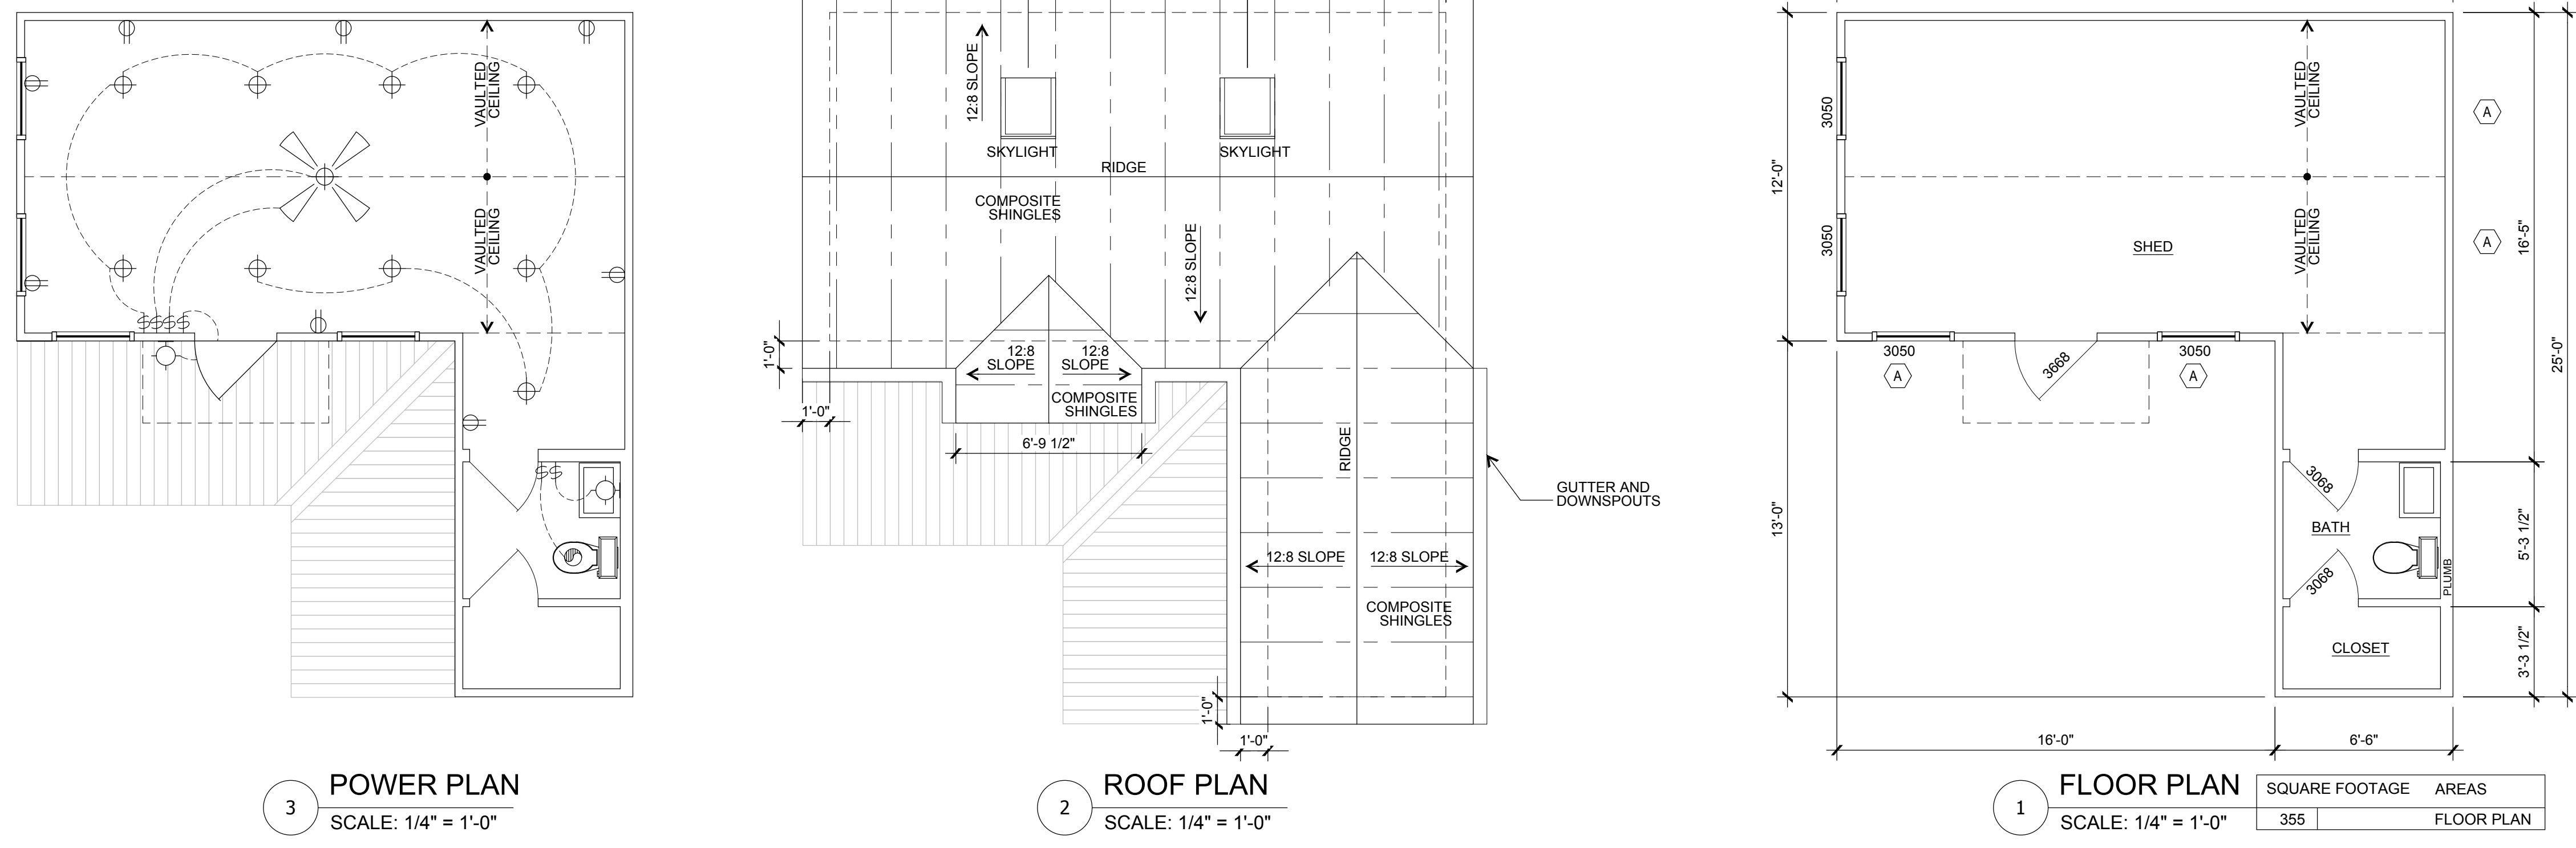 VAULTED
CEILING
VAULTED
CEILING
SSSS
SS
3
POWER PLAN
SCALE: 1/4" = 1'-0"
12:8 SLOPE
SKYLIGHT
SKYLIGHT
RIDGE
COMPOSITE
SHINGLES
12:8 SLOPE
1'-0"
12:8
SLOPE
12:8
SLOPE
COMPOSITE
SHINGLES
1'-0"
6'-9 1/2"
RIDGE
GUTTER AND
DOWNSPOUTS
12:8 SLOPE
12:8 SLOPE
COMPOSITE
SHINGLES
1'-0"
1'-0"
2
ROOF PLAN
SCALE: 1/4" = 1'-0"
VAULTED
CEILING
3050
A
12'-0"
3050
SHED
VAULTED
CEILING
A
16'-5"
25'-0"
3050
A
3668
3050
A
13'-0"
3068
BATH
5'-3 1/2"
3068
PLUMB
CLOSET
3'-3 1/2"
16'-0"
6'-6"
1
FLOOR PLAN
SCALE: 1/4" = 1'-0"
SQUARE FOOTAGE AREAS
355 FLOOR PLAN